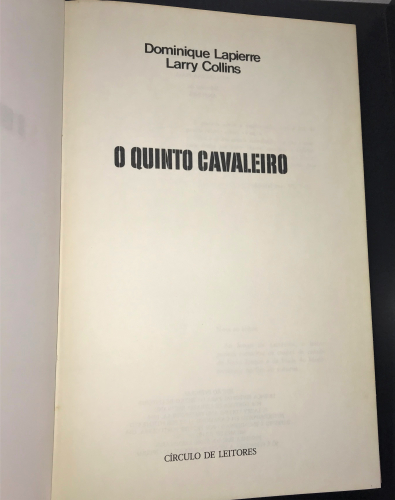 Dominique Lapierre
Larry Collins
O QUINTO CAVALEIRO
CÍRCULO DE LEITORES